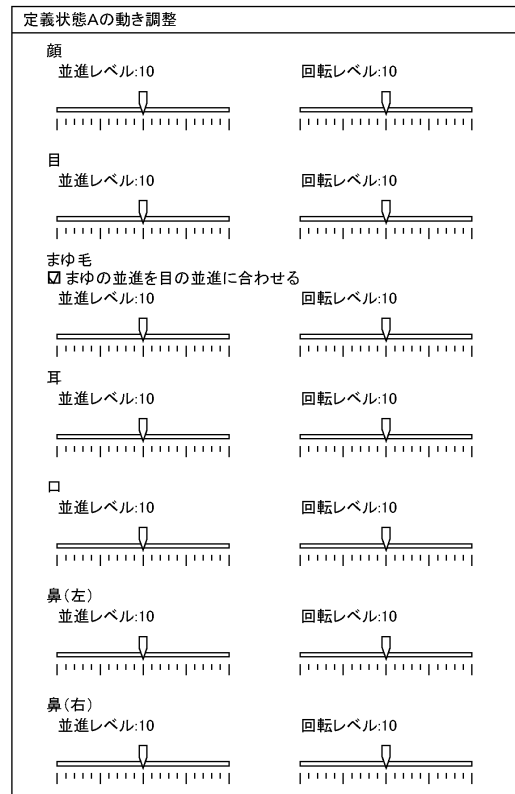 定義状態Aの動き調整
顔
並進レベル:10 回転レベル:10
目
並進レベル:10 回転レベル:10
まゆ毛
☑ まゆの並進を目の並進に合わせる
並進レベル:10 回転レベル:10
耳
並進レベル:10 回転レベル:10
口
並進レベル:10 回転レベル:10
鼻(左)
並進レベル:10 回転レベル:10
鼻(右)
並進レベル:10 回転レベル:10